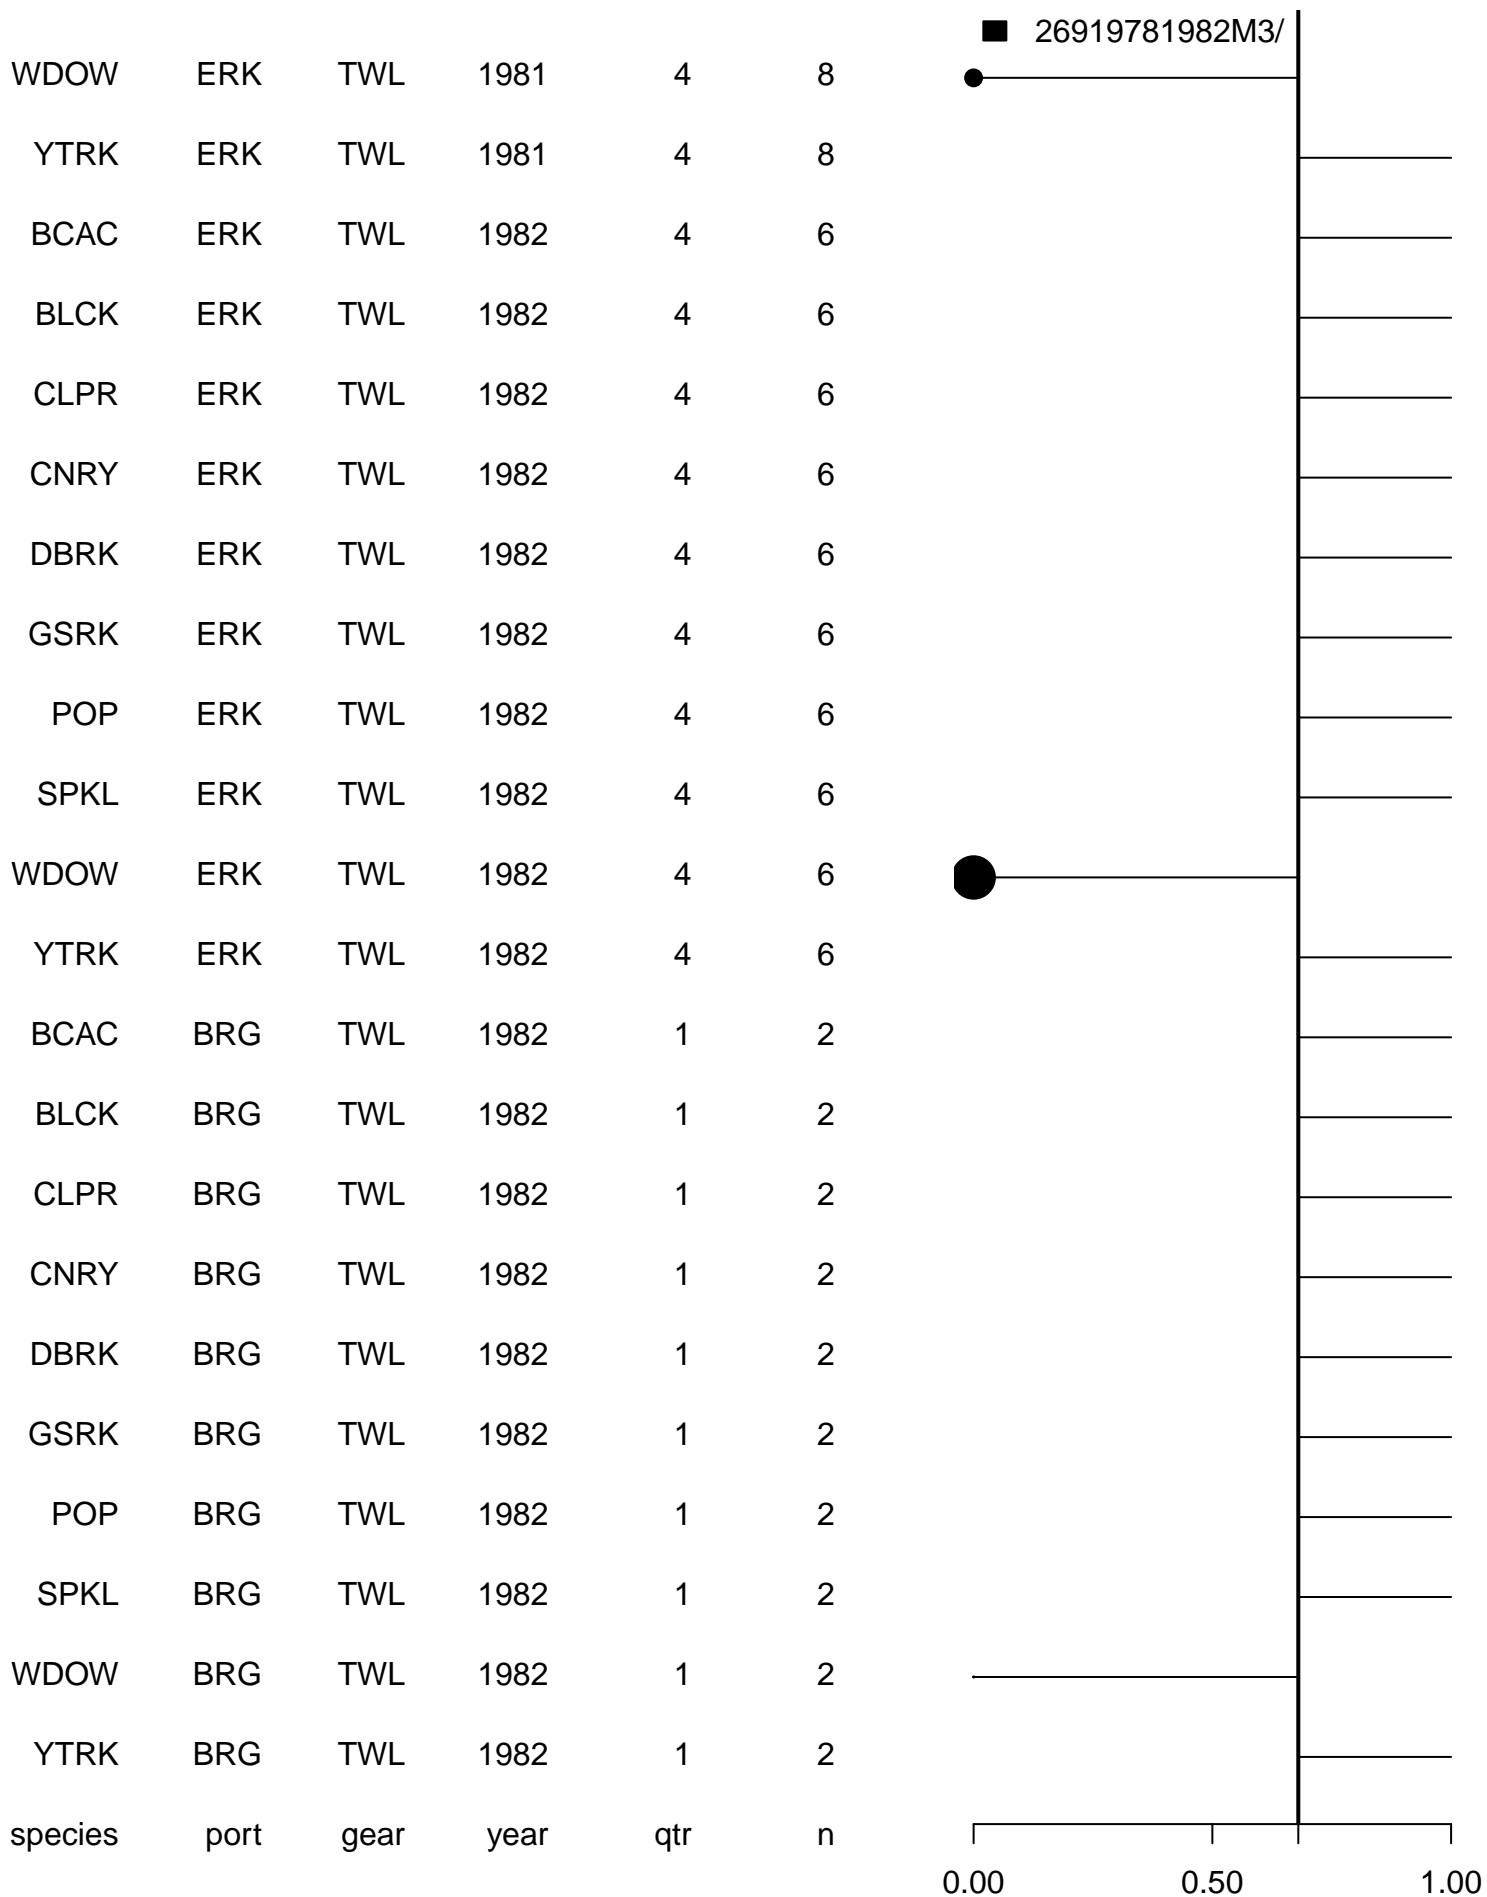 26919781982M3/
WDOW ERK TWL 1981 4 8
YTRK ERK TWL 1981 4 8
BCAC ERK TWL 1982 4 6
BLCK ERK TWL 1982 4 6
CLPR ERK TWL 1982 4 6
CNRY ERK TWL 1982 4 6
DBRK ERK TWL 1982 4 6
GSRK ERK TWL 1982 4 6
POP ERK TWL 1982 4 6
SPKL ERK TWL 1982 4 6
WDOW ERK TWL 1982 4 6
YTRK ERK TWL 1982 4 6
BCAC BRG TWL 1982 1 2
BLCK BRG TWL 1982 1 2
CLPR BRG TWL 1982 1 2
CNRY BRG TWL 1982 1 2
DBRK BRG TWL 1982 1 2
GSRK BRG TWL 1982 1 2
POP BRG TWL 1982 1 2
SPKL BRG TWL 1982 1 2
WDOW BRG TWL 1982 1 2
YTRK BRG TWL 1982 1 2
species port gear year qtr n
0.00 0.50 1.00